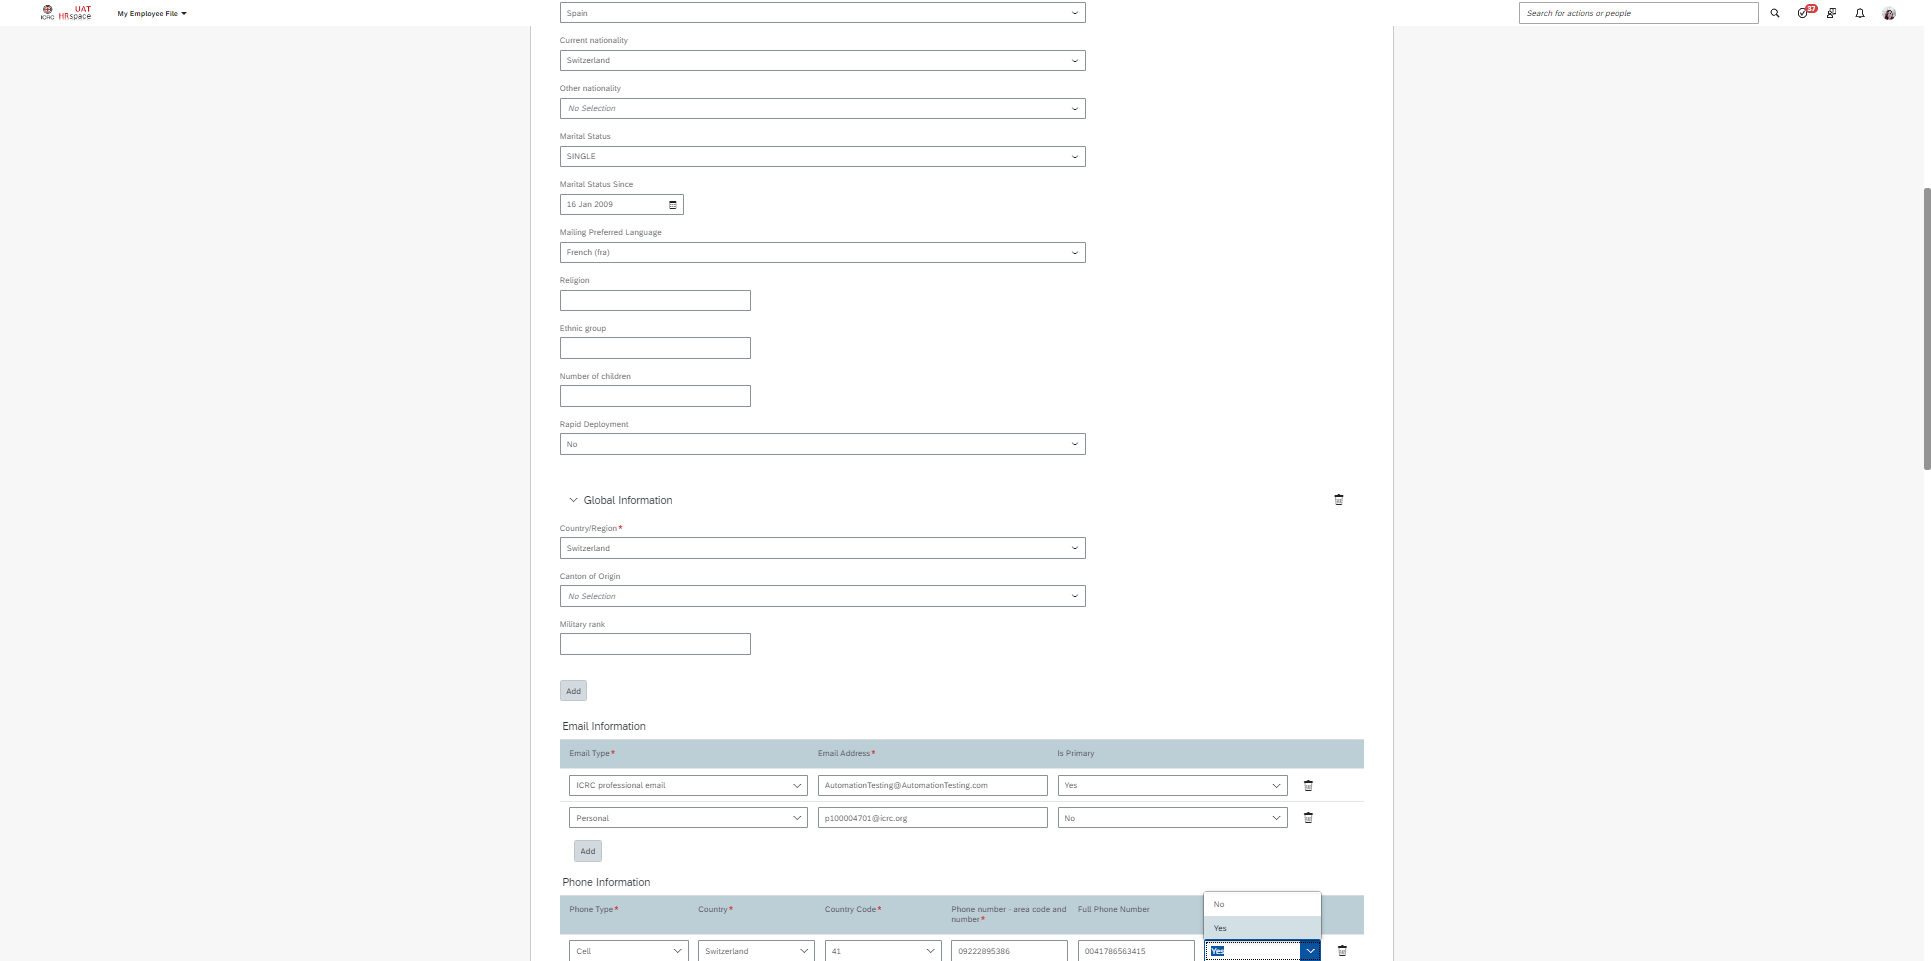 ICRC
UAT
HRspace
My Employee File
Search for actions or people
37
Spain
Current nationality
Switzerland
Other nationality
No Selection
Marital Status
SINGLE
Marital Status Since
16 Jan 2009
Mailing Preferred Language
French (fra)
Religion
Ethnic group
Number of children
Rapid Deployment
No
Global Information
Country/Region*
Switzerland
Canton of Origin
No Selection
Military rank
Add
Email Information
Email Type* Email Address* Is Primary
ICRC professional email AutomationTesting@AutomationTesting.com Yes
Personal p100004701@icrc.org No
Add
Phone Information
Phone Type* Country* Country Code* Phone number - area code and number* Full Phone Number
No
Yes
Cell Switzerland 41 09222895386 0041786563415 Yes